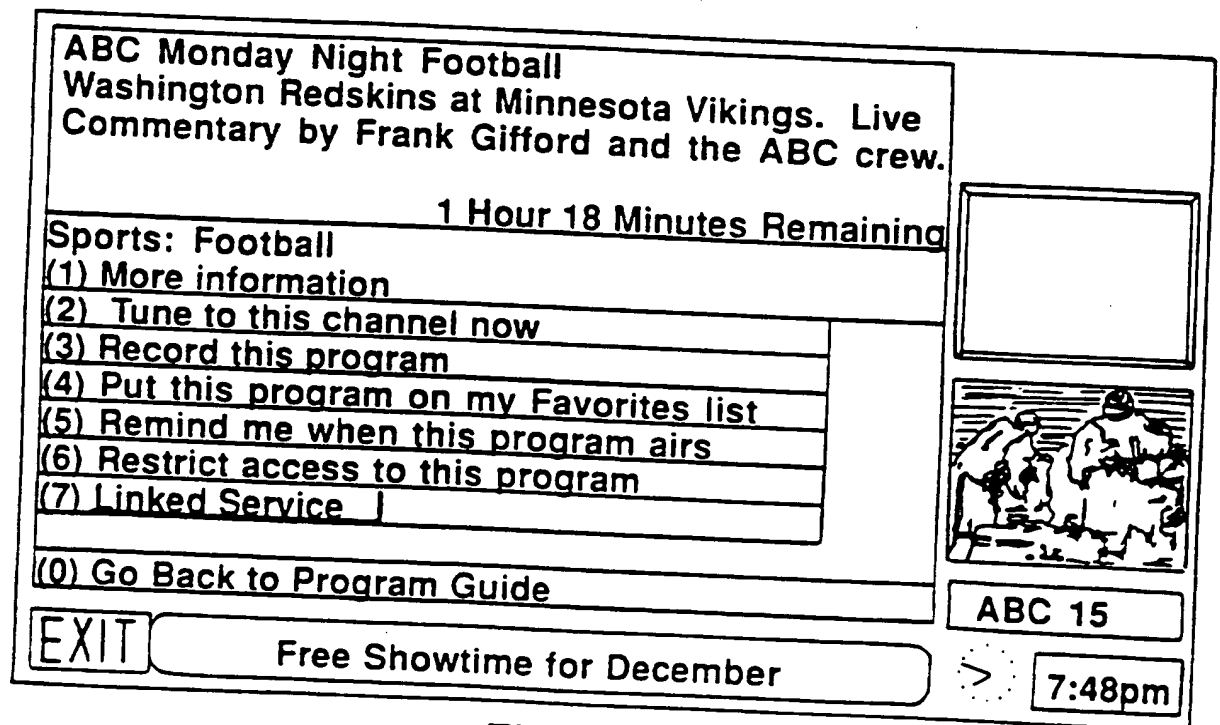 ABC Monday Night Football
Washington Redskins at Minnesota Vikings. Live
Commentary by Frank Gifford and the ABC crew.
1 Hour 18 Minutes Remaining
Sports: Football
(1) More information
(2) Tune to this channel now
(3) Record this program
(4) Put this program on my Favorites list
(5) Remind me when this program airs
(6) Restrict access to this program
(7) Linked Service
(0) Go Back to Program Guide
ABC 15
EXIT
Free Showtime for December
>
7:48pm